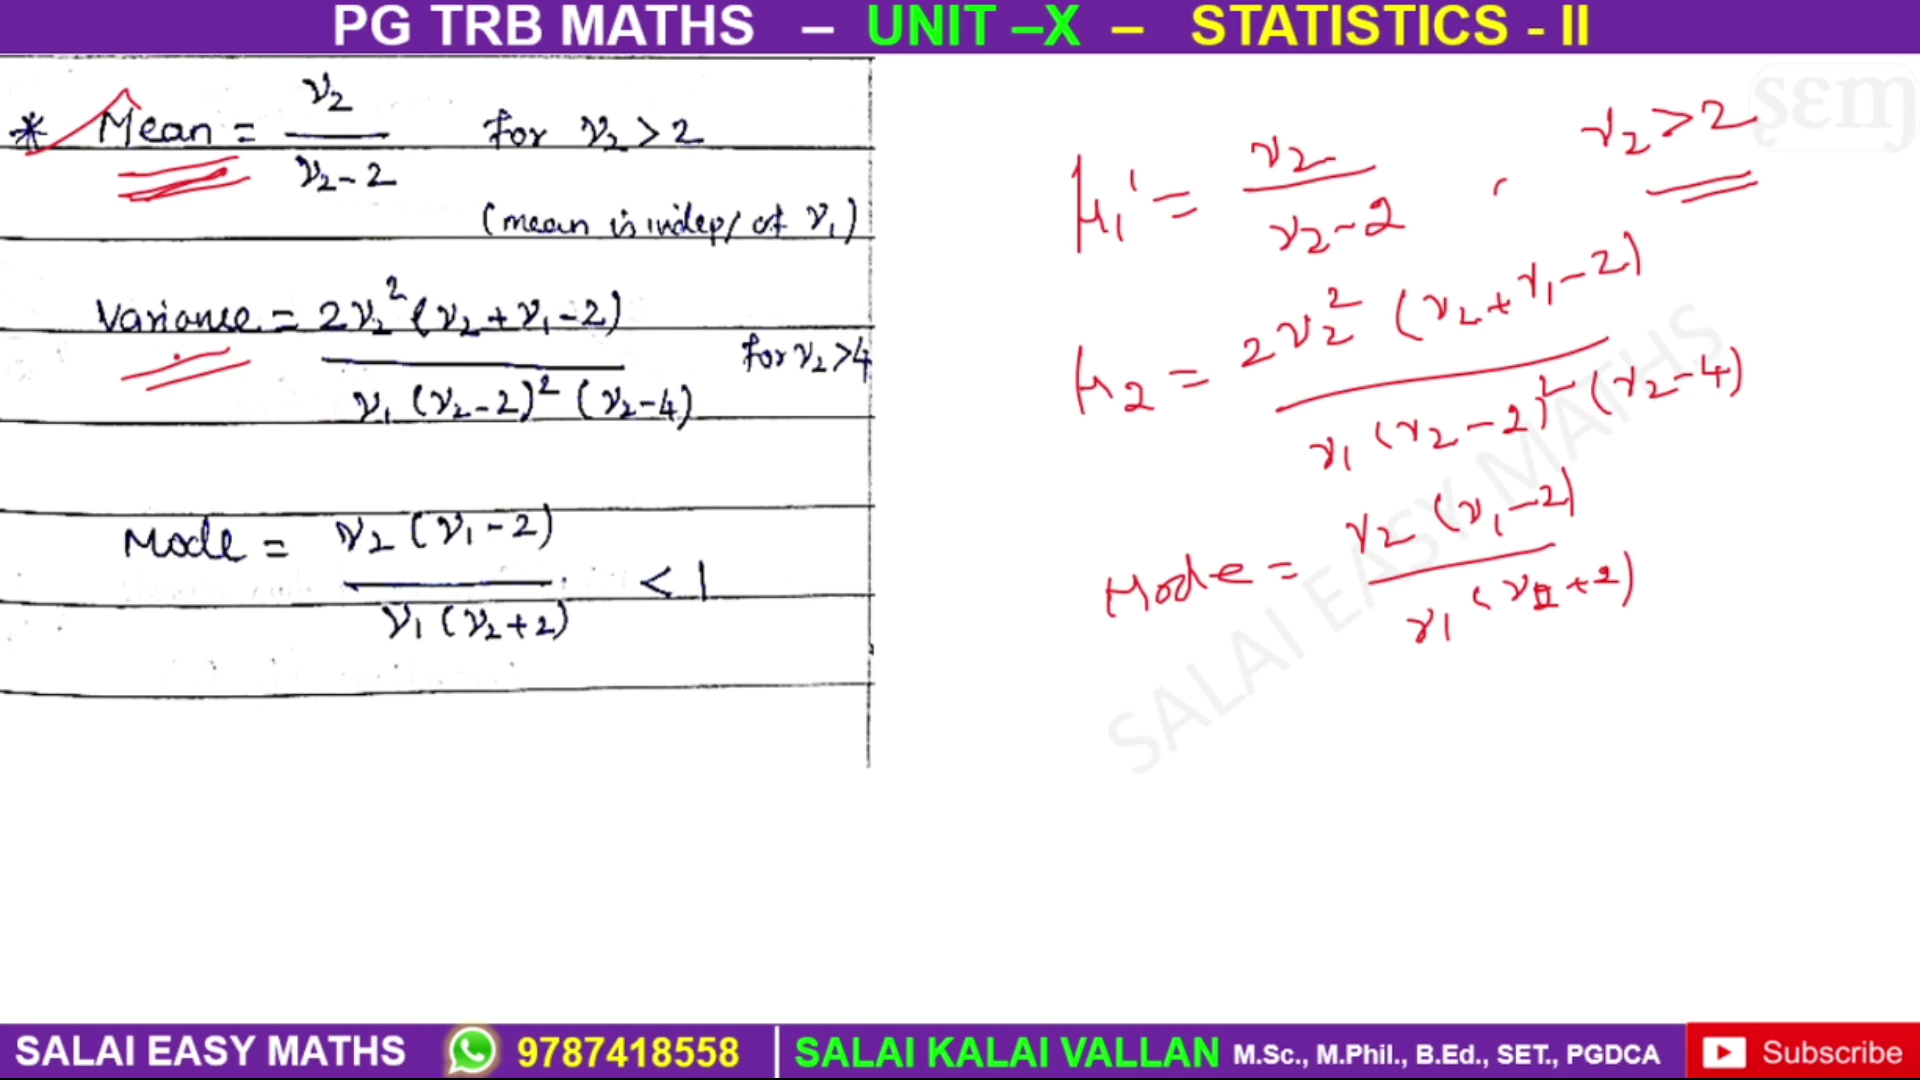 PG TRB MATHS – UNIT –X – STATISTICS - II
* Mean = ν₂ / ν₂-2 for ν₂ > 2
(mean is indep/ of ν₁)
Variance = 2ν₂² (ν₂+ν₁-2) / ν₁ (ν₂-2)² (ν₂-4) for ν₂ >4
Mode = ν₂ (ν₁-2) / ν₁ (ν₂+2) < 1
μ₁' = ν₂ / ν₂-2 , ν₂ > 2
μ₂ = 2ν₂² (ν₂+ν₁-2) / ν₁ (ν₂-2)² (ν₂-4)
Mode = ν₂ (ν₁-2) / ν₁ (ν₂+2)
sεm
SALAI EASY MATHS
SALAI EASY MATHS 9787418558 SALAI KALAI VALLAN M.Sc., M.Phil., B.Ed., SET., PGDCA Subscribe